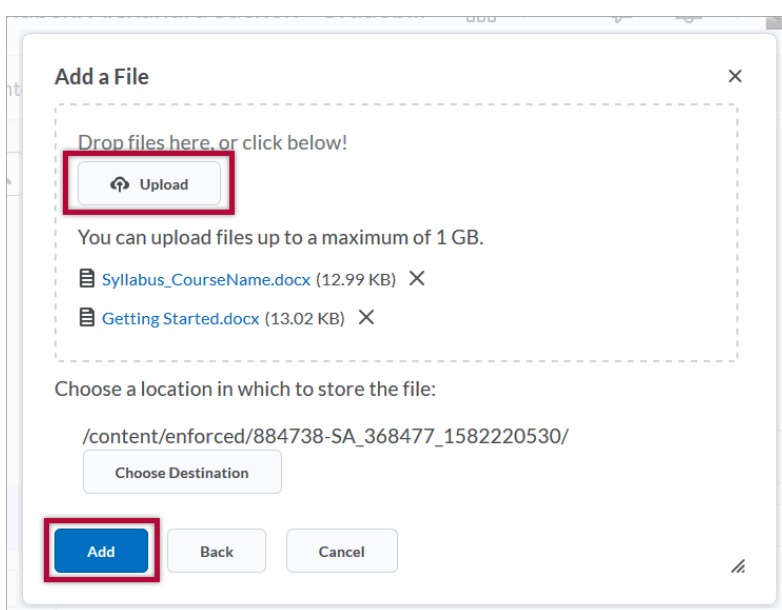 Add a File
Drop files here, or click below!
Upload
You can upload files up to a maximum of 1 GB.
Syllabus_CourseName.docx (12.99 KB)
Getting Started.docx (13.02 KB)
Choose a location in which to store the file:
/content/enforced/884738-SA_368477_1582220530/
Choose Destination
Add Back Cancel